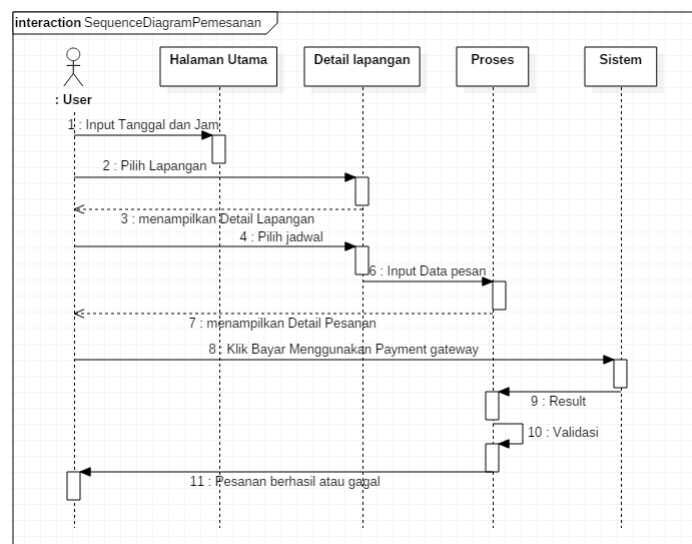 interaction SequenceDiagramPemesanan
Halaman Utama
Detail lapangan
Proses
Sistem
: User
1 : Input Tanggal dan Jam
2 : Pilih Lapangan
3 : menampilkan Detail Lapangan
4 : Pilih jadwal
6 : Input Data pesan
7 : menampilkan Detail Pesanan
8 : Klik Bayar Menggunakan Payment gateway
9 : Result
10 : Validasi
11 : Pesanan berhasil atau gagal